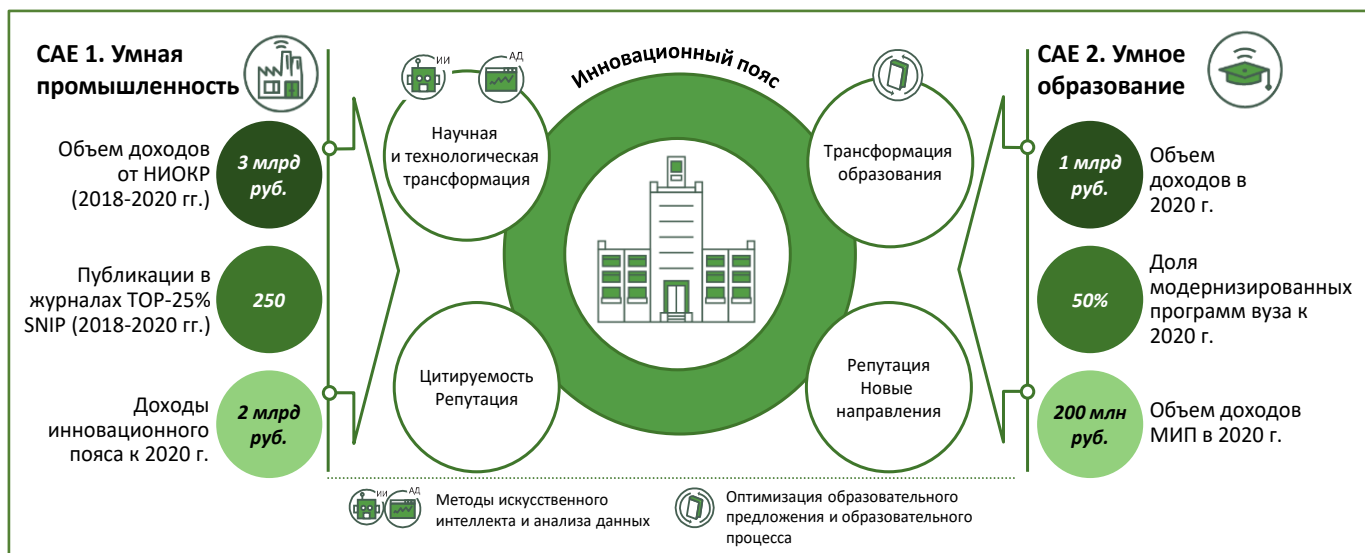 САЕ 1. Умная
промышленность
Объем доходов
от НИОКР
(2018-2020 гг.)
3 млрд
руб.
Публикации в
журналах TOP-25%
SNIP (2018-2020 гг.)
250
Доходы
инновационного
пояса к 2020 г.
2 млрд
руб.
ИИ
АД
Научная
и технологическая
трансформация
Цитируемость
Репутация
Инновационный пояс
Трансформация
образования
Репутация
Новые
направления
САЕ 2. Умное
образование
1 млрд
руб.
Объем
доходов в
2020 г.
50%
Доля
модернизированных
программ вуза к
2020 г.
200 млн
руб.
Объем доходов
МИП в 2020 г.
ИИ
АД
Методы искусственного
интеллекта и анализа данных
Оптимизация образовательного
предложения и образовательного
процесса